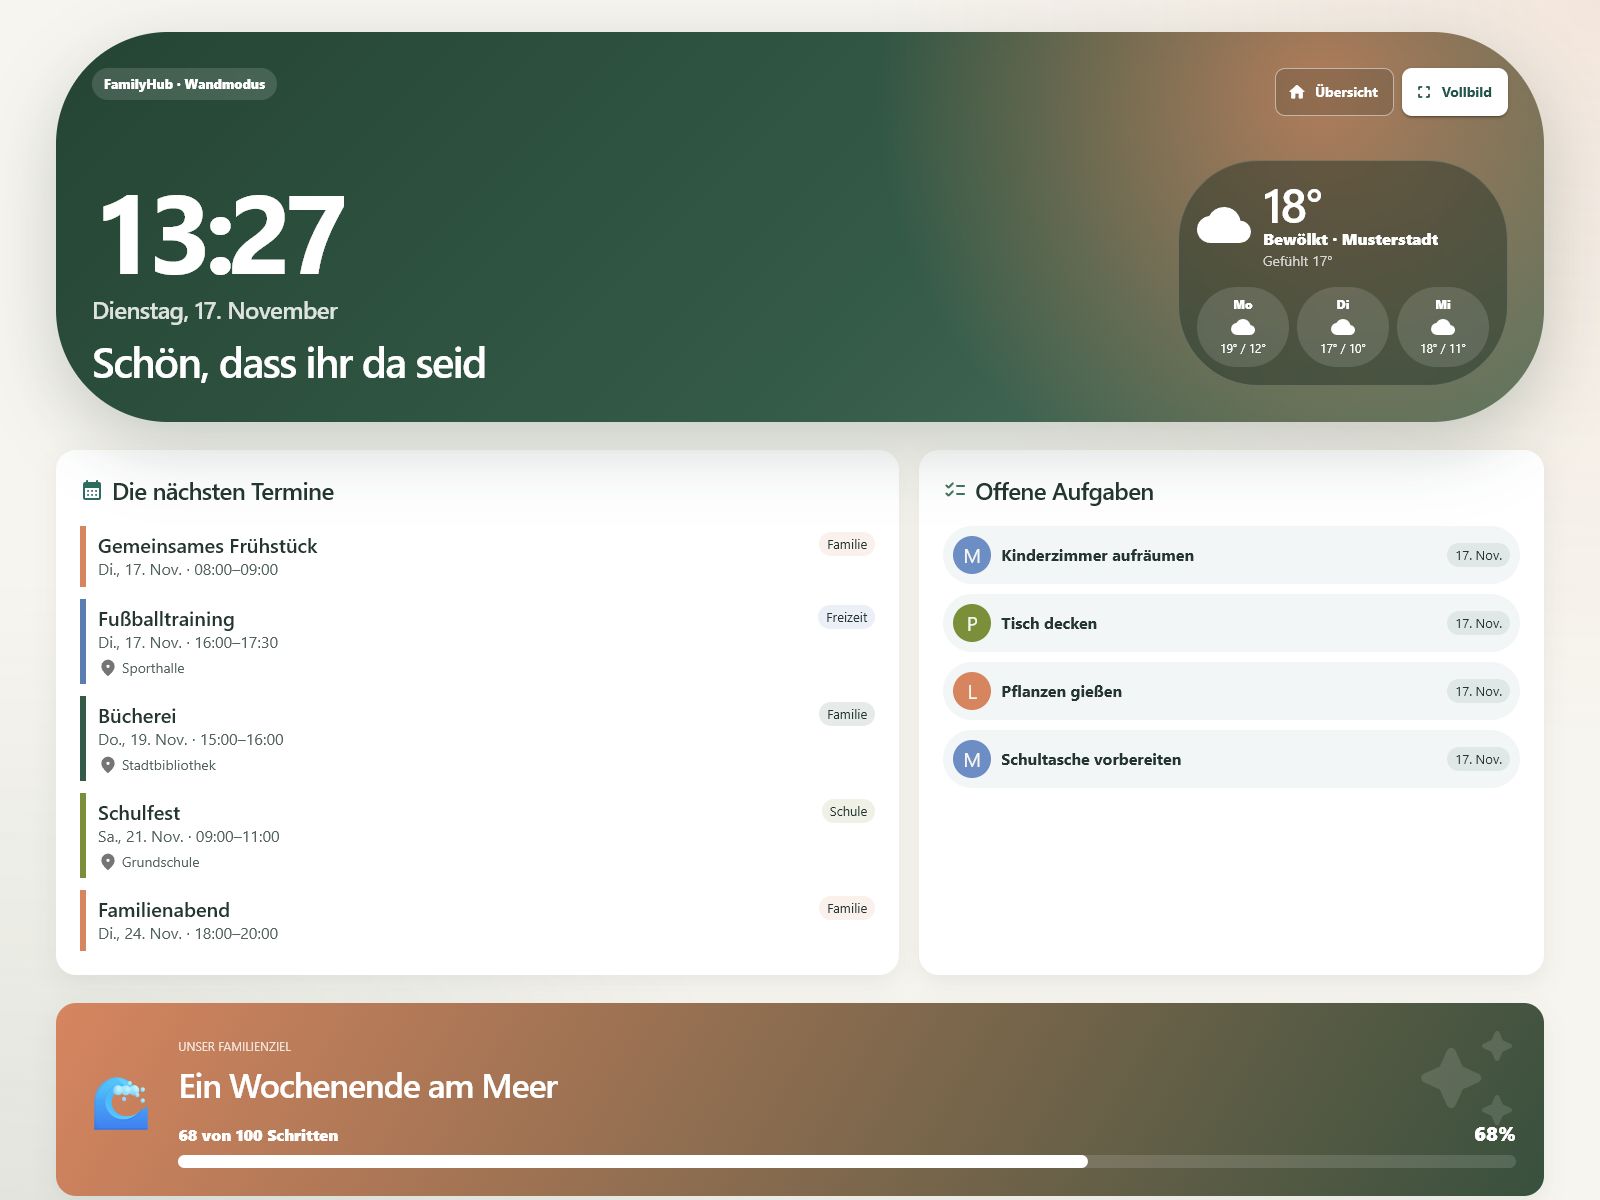 FamilyHub · Wandmodus
Übersicht
Vollbild
13:27
Dienstag, 17. November
Schön, dass ihr da seid
18°
Bewölkt · Musterstadt
Gefühlt 17°
Mo
19° / 12°
Di
17° / 10°
Mi
18° / 11°
Die nächsten Termine
Gemeinsames Frühstück
Familie
Di., 17. Nov. · 08:00–09:00
Fußballtraining
Freizeit
Di., 17. Nov. · 16:00–17:30
Sporthalle
Bücherei
Familie
Do., 19. Nov. · 15:00–16:00
Stadtbibliothek
Schulfest
Schule
Sa., 21. Nov. · 09:00–11:00
Grundschule
Familienabend
Familie
Di., 24. Nov. · 18:00–20:00
Offene Aufgaben
M Kinderzimmer aufräumen 17. Nov.
P Tisch decken 17. Nov.
L Pflanzen gießen 17. Nov.
M Schultasche vorbereiten 17. Nov.
UNSER FAMILIENZIEL
Ein Wochenende am Meer
68 von 100 Schritten
68%